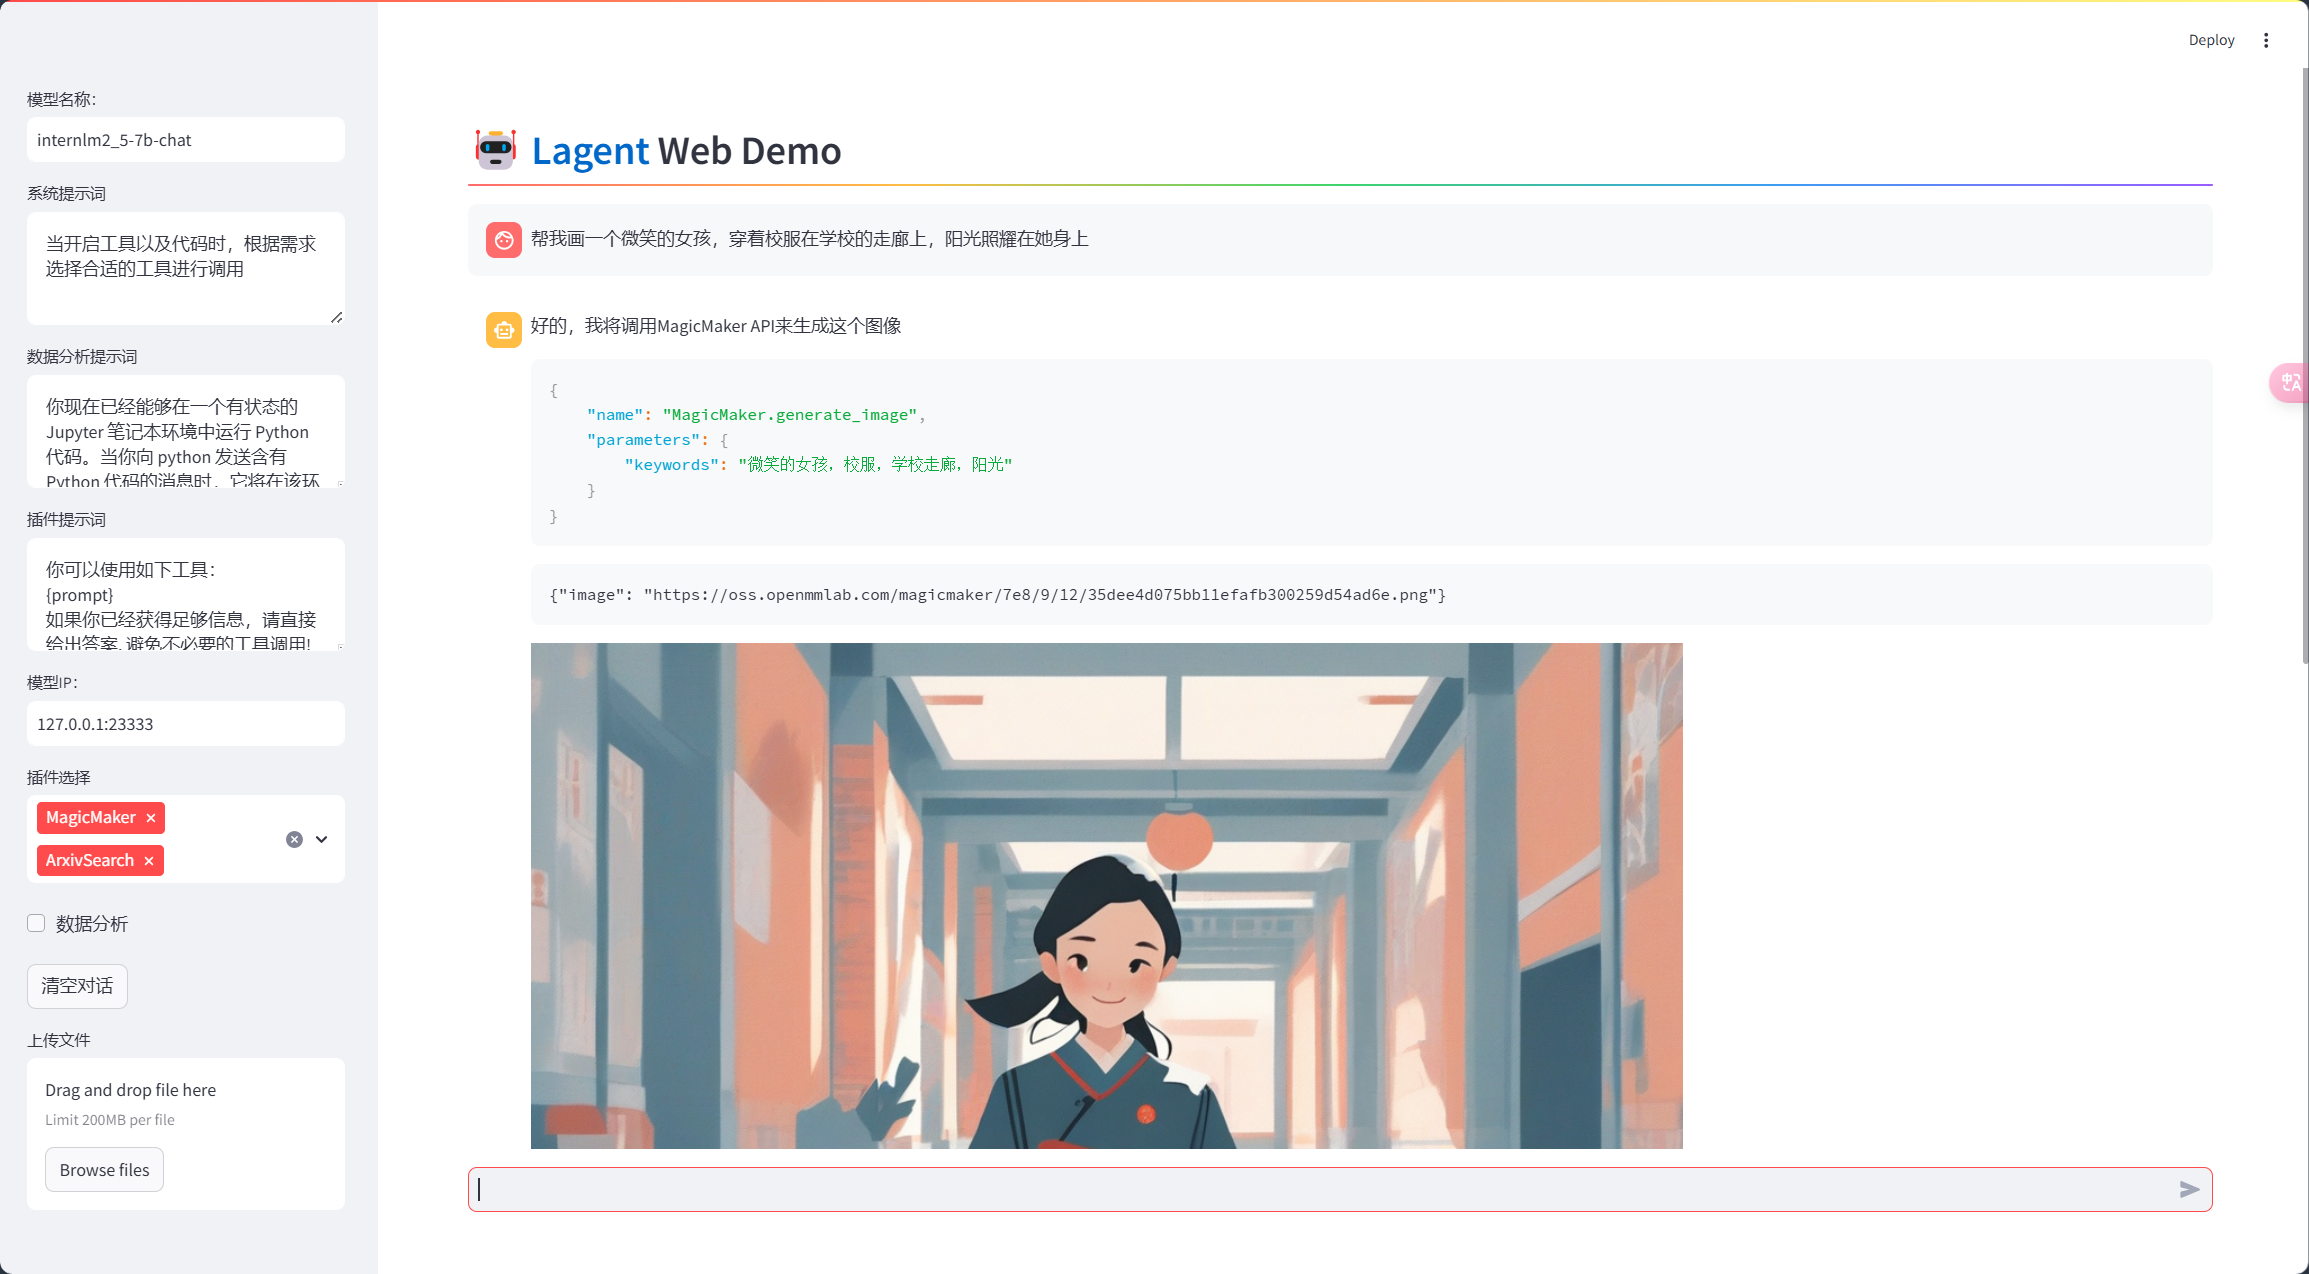 Deploy
模型名称：
internlm2_5-7b-chat
系统提示词
当开启工具以及代码时，根据需求
选择合适的工具进行调用
数据分析提示词
你现在已经能够在一个有状态的
Jupyter 笔记本环境中运行 Python
代码。当你向 python 发送含有
Python 代码的消息时，它将在该环
插件提示词
你可以使用如下工具：
{prompt}
如果你已经获得足够信息，请直接
给出答案. 避免不必要的工具调用!
模型IP：
127.0.0.1:23333
插件选择
MagicMaker ×
ArxivSearch ×
数据分析
清空对话
上传文件
Drag and drop file here
Limit 200MB per file
Browse files
Lagent Web Demo
帮我画一个微笑的女孩，穿着校服在学校的走廊上，阳光照耀在她身上
好的，我将调用MagicMaker API来生成这个图像
{
"name": "MagicMaker.generate_image",
"parameters": {
"keywords": "微笑的女孩，校服，学校走廊，阳光"
}
}
{"image": "https://oss.openmmlab.com/magicmaker/7e8/9/12/35dee4d075bb11efafb300259d54ad6e.png"}
中A